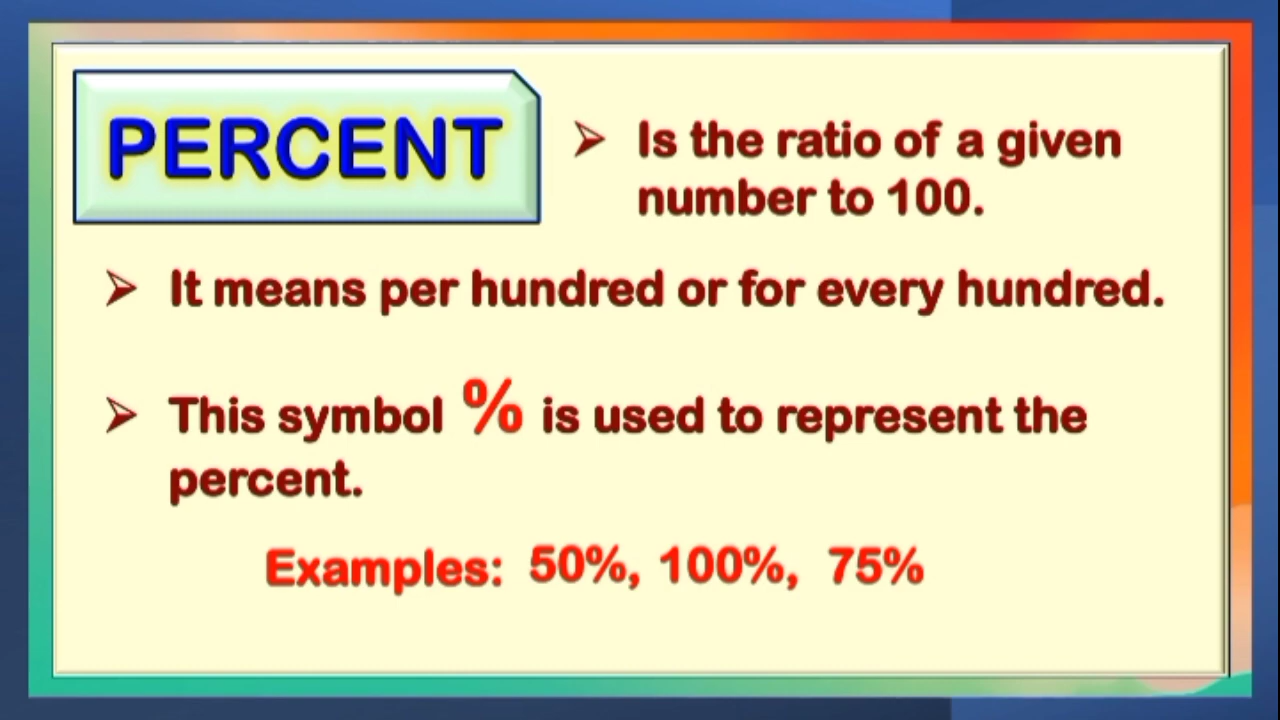 PERCENT
➢ Is the ratio of a given
number to 100.
➢ It means per hundred or for every hundred.
➢ This symbol % is used to represent the
percent.
Examples: 50%, 100%, 75%